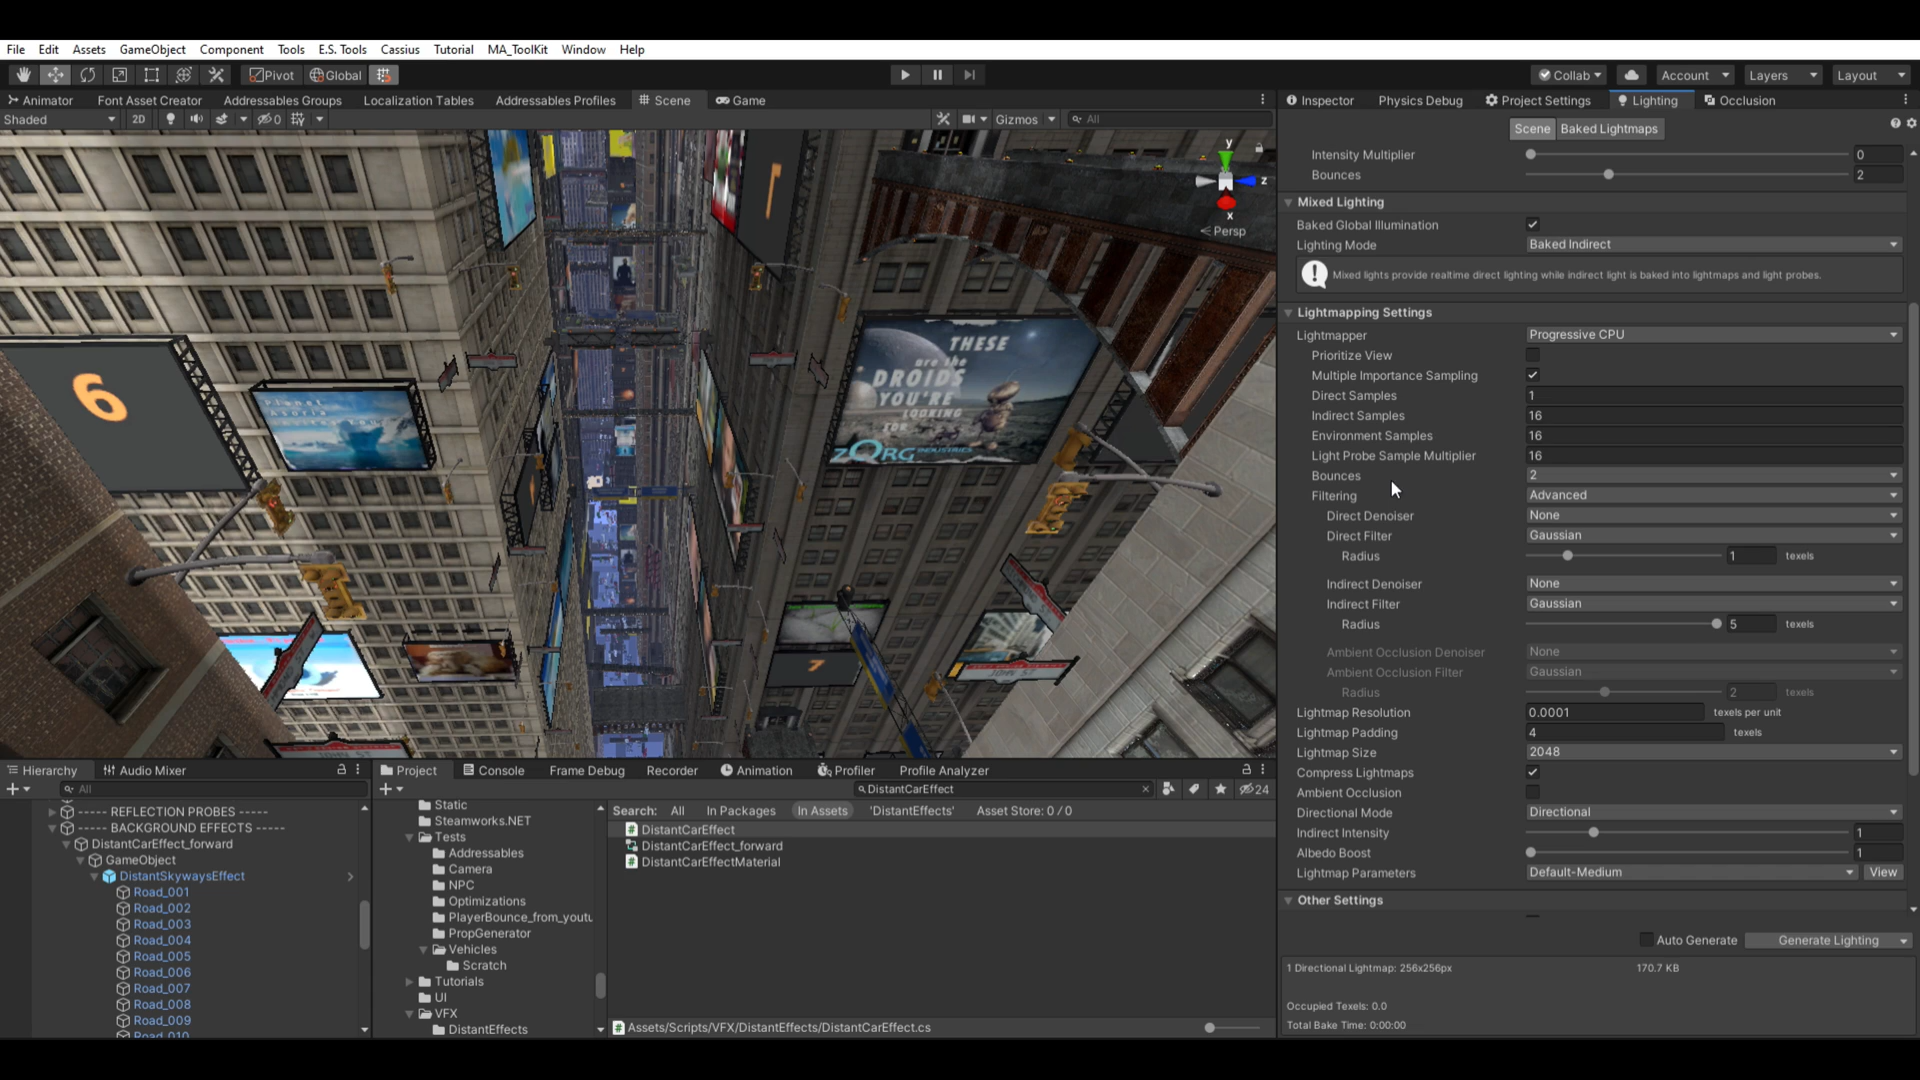 File Edit Assets GameObject Component Tools E.S. Tools Cassius Tutorial MA_ToolKit Window Help
Pivot Global Collab Account Layers Layout
Animator Font Asset Creator Addressables Groups Localization Tables Addressables Profiles Scene Game Inspector Physics Debug Project Settings Lighting Occlusion
Shaded 2D 0 Gizmos All
Scene Baked Lightmaps
Intensity Multiplier 0
Bounces 2
Mixed Lighting
Baked Global Illumination
Lighting Mode Baked Indirect
Mixed lights provide realtime direct lighting while indirect light is baked into lightmaps and light probes.
Lightmapping Settings
Lightmapper Progressive CPU
Prioritize View
Multiple Importance Sampling
Direct Samples 1
Indirect Samples 16
Environment Samples 16
Light Probe Sample Multiplier 16
Bounces 2
Filtering Advanced
Direct Denoiser None
Direct Filter Gaussian
Radius 1 texels
Indirect Denoiser None
Indirect Filter Gaussian
Radius 5 texels
Ambient Occlusion Denoiser None
Ambient Occlusion Filter Gaussian
Radius 2 texels
Lightmap Resolution 0.0001 texels per unit
Lightmap Padding 4 texels
Lightmap Size 2048
Compress Lightmaps
Ambient Occlusion
Directional Mode Directional
Indirect Intensity 1
Albedo Boost 1
Lightmap Parameters Default-Medium View
Other Settings
Auto Generate Generate Lighting
1 Directional Lightmap: 256x256px 170.7 KB
Occupied Texels: 0.0
Total Bake Time: 0:00:00
y
z
x
Persp
1
6
THESE
are the
DROIDS
YOU'RE
LOOKING
FOR
ZORG INDUSTRIES
7
JOHN ST
Hierarchy Audio Mixer
All
----- REFLECTION PROBES -----
----- BACKGROUND EFFECTS -----
DistantCarEffect_forward
GameObject
DistantSkywaysEffect
Road_001
Road_002
Road_003
Road_004
Road_005
Road_006
Road_007
Road_008
Road_009
Road_010
Project Console Frame Debug Recorder Animation Profiler Profile Analyzer
DistantCarEffect 24
Static
Steamworks.NET
Tests
Addressables
Camera
NPC
Optimizations
PlayerBounce_from_youtu
PropGenerator
Vehicles
Scratch
Tutorials
UI
VFX
DistantEffects
Search: All In Packages In Assets 'DistantEffects' Asset Store: 0 / 0
DistantCarEffect
DistantCarEffect_forward
DistantCarEffectMaterial
Assets/Scripts/VFX/DistantEffects/DistantCarEffect.cs